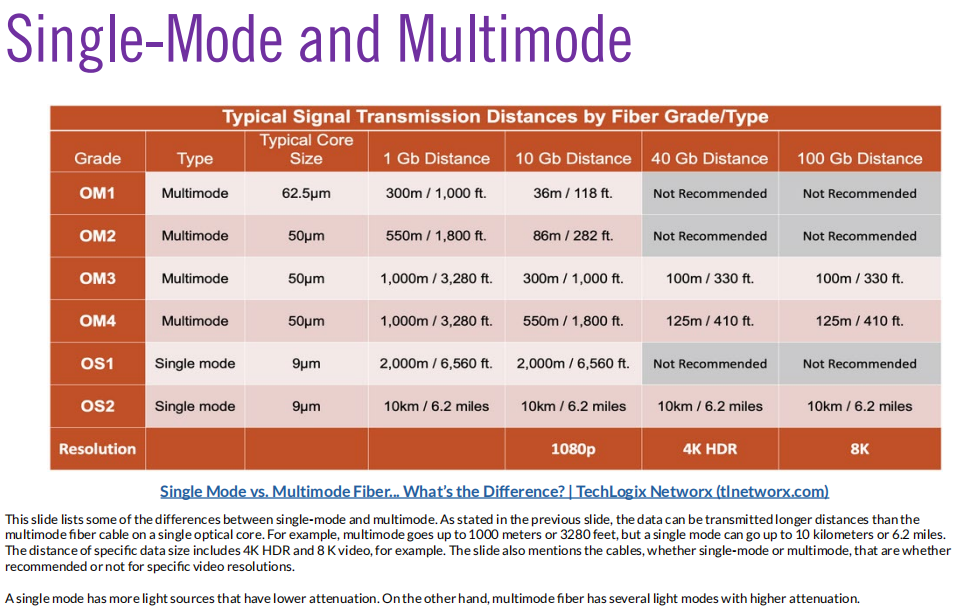 Single-Mode and Multimode
Typical Signal Transmission Distances by Fiber Grade/Type
Grade Type Typical Core Size 1 Gb Distance 10 Gb Distance 40 Gb Distance 100 Gb Distance
OM1 Multimode 62.5µm 300m / 1,000 ft. 36m / 118 ft. Not Recommended Not Recommended
OM2 Multimode 50µm 550m / 1,800 ft. 86m / 282 ft. Not Recommended Not Recommended
OM3 Multimode 50µm 1,000m / 3,280 ft. 300m / 1,000 ft. 100m / 330 ft. 100m / 330 ft.
OM4 Multimode 50µm 1,000m / 3,280 ft. 550m / 1,800 ft. 125m / 410 ft. 125m / 410 ft.
OS1 Single mode 9µm 2,000m / 6,560 ft. 2,000m / 6,560 ft. Not Recommended Not Recommended
OS2 Single mode 9µm 10km / 6.2 miles 10km / 6.2 miles 10km / 6.2 miles 10km / 6.2 miles
Resolution 1080p 4K HDR 8K
Single Mode vs. Multimode Fiber... What's the Difference? | TechLogix Networx (tlnetworx.com)
This slide lists some of the differences between single-mode and multimode. As stated in the previous slide, the data can be transmitted longer distances than the
multimode fiber cable on a single optical core. For example, multimode goes up to 1000 meters or 3280 feet, but a single mode can go up to 10 kilometers or 6.2 miles.
The distance of specific data size includes 4K HDR and 8 K video, for example. The slide also mentions the cables, whether single-mode or multimode, that are whether
recommended or not for specific video resolutions.
A single mode has more light sources that have lower attenuation. On the other hand, multimode fiber has several light modes with higher attenuation.